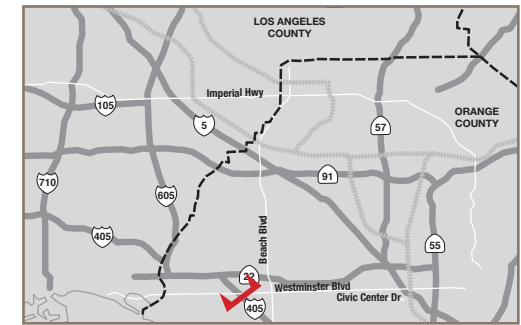 LOS ANGELES
COUNTY
Imperial Hwy
105
5
57
ORANGE
COUNTY
91
710
605
405
55
Beach Blvd
22
Westminster Blvd
Civic Center Dr
405